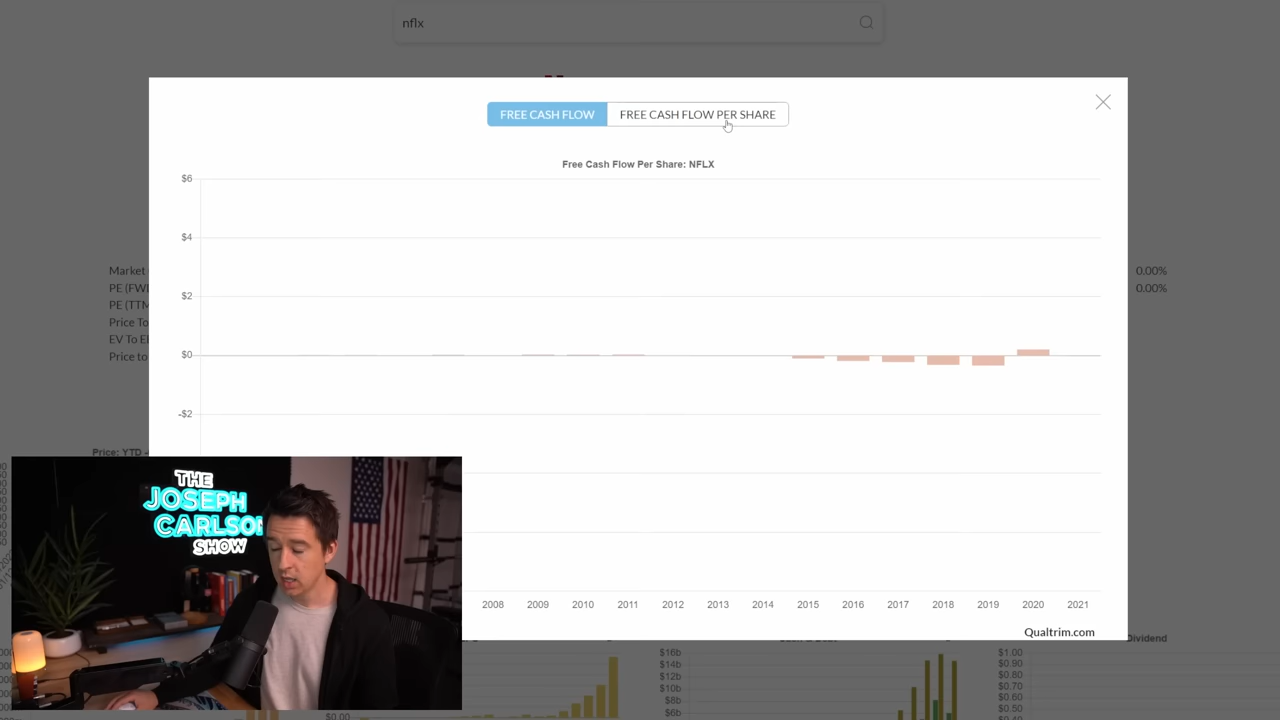 nflx
FREE CASH FLOW
FREE CASH FLOW PER SHARE
Free Cash Flow Per Share: NFLX
$6
$4
$2
$0
-$2
Market
0.00%
PE (FW
0.00%
PE (TTM
Price To
EV To E
Price to
Price: YTD -
THE
JOSEPH
CARLSON
SHOW
2008 2009 2010 2011 2012 2013 2014 2015 2016 2017 2018 2019 2020 2021
Qualtrim.com
Dividend
$0.00
$16b
$14b
$12b
$10b
$8b
$6b
$1.00
$0.90
$0.80
$0.70
$0.60
$0.50